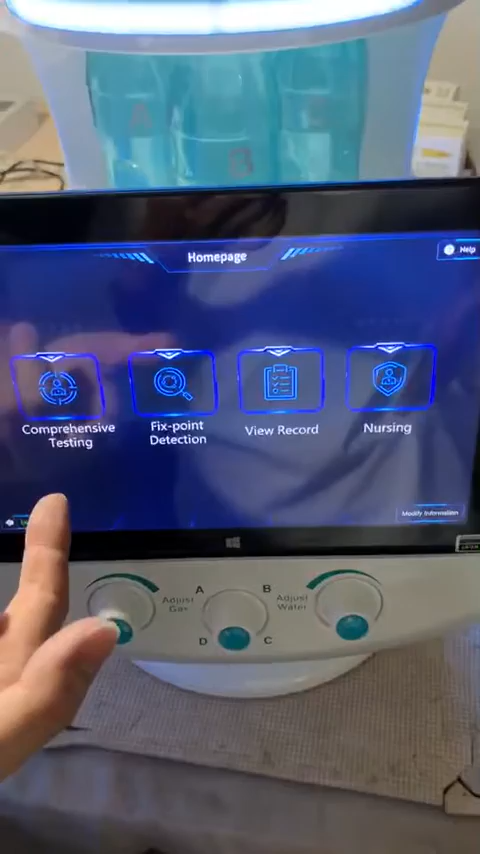 A
B
Homepage
Help
Comprehensive
Testing
Fix-point
Detection
View Record
Nursing
Modify Information
Adjust
Gas
A
B
Adjust
Water
D
C